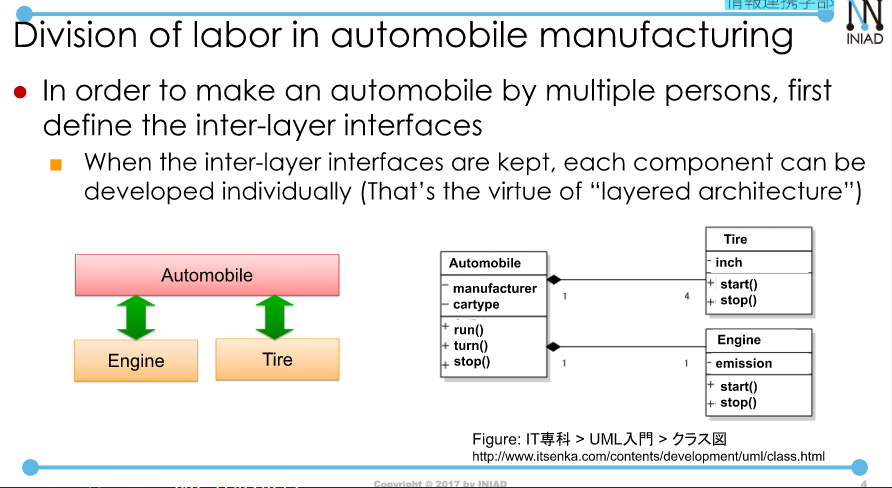 情報連携学部
INIAD
Division of labor in automobile manufacturing
In order to make an automobile by multiple persons, first
define the inter-layer interfaces
When the inter-layer interfaces are kept, each component can be
developed individually (That's the virtue of “layered architecture”)
Automobile
Engine
Tire
Automobile
- manufacturer
- cartype
+ run()
+ turn()
+ stop()
1
4
1
1
Tire
- inch
+ start()
+ stop()
Engine
- emission
+ start()
+ stop()
Figure: IT専科 > UML入門 > クラス図
http://www.itsenka.com/contents/development/uml/class.html
Copyright © 2017 by INIAD
4